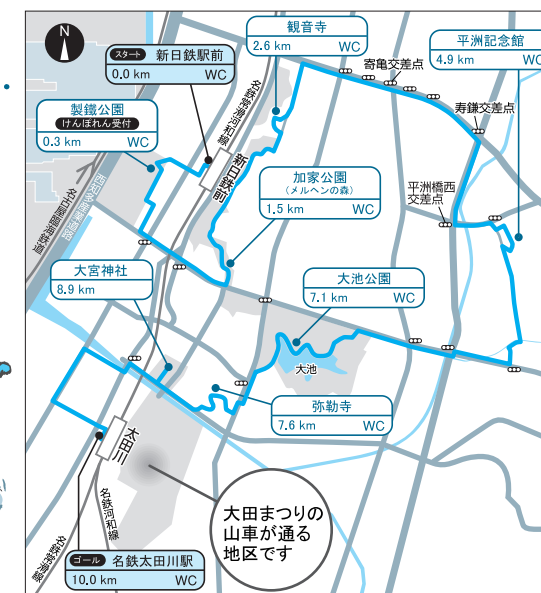 N
スタート 新日鉄駅前
0.0 km WC
観音寺
2.6 km WC
平洲記念館
4.9 km WC
寄亀交差点
寿鎌交差点
製鐵公園
けんぽれん受付
0.3 km WC
名鉄常滑河和線
新日鉄前
加家公園
(メルヘンの森)
1.5 km WC
平洲橋西
交差点
西知多産業道路
名古屋臨海鉄道
大宮神社
8.9 km
大池公園
7.1 km WC
大池
弥勒寺
7.6 km WC
太田川
大田まつりの
山車が通る
地区です
名鉄河和線
名鉄常滑線
ゴール 名鉄太田川駅
10.0 km WC